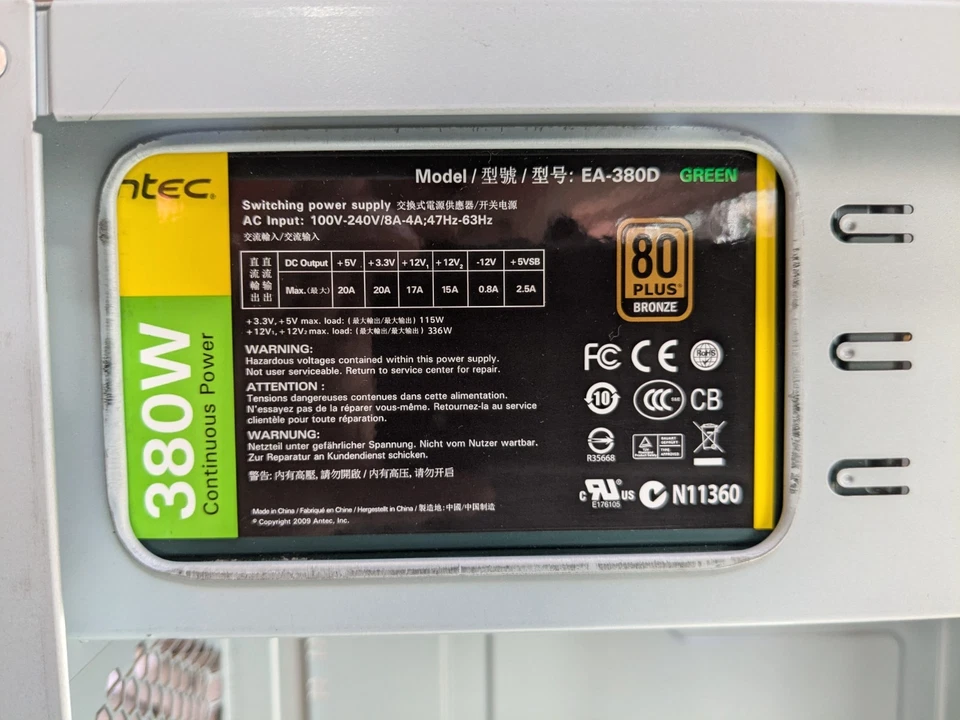 ntec®
380W
Continuous Power
Model / 型號 / 型号: EA-380D GREEN
Switching power supply 交換式電源供應器/开关电源
AC Input: 100V-240V/8A-4A;47Hz-63Hz
交流輸入/交流输入
直流輸出 直流输出 DC Output +5V +3.3V +12V1 +12V2 -12V +5VSB
Max.(最大) 20A 20A 17A 15A 0.8A 2.5A
+3.3V,+5V max. load: (最大輸出/最大输出) 115W
+12V1,+12V2 max. load: (最大輸出/最大输出) 336W
WARNING:
Hazardous voltages contained within this power supply.
Not user serviceable. Return to service center for repair.
ATTENTION :
Tensions dangereuses contenues dans cette alimentation.
N'essayez pas de la réparer vous-même. Retournez-la au service
clientèle pour toute réparation.
WARNUNG:
Netzteil unter gefährlicher Spannung. Nicht vom Nutzer wartbar.
Zur Reparatur an Kundendienst schicken.
警告: 内有高壓, 請勿開啟 / 内有高压, 请勿开启
Made in China / Fabriqué en Chine / Hergestellt in China / 製造地: 中國/中国制造
© Copyright 2009 Antec, Inc.
80
PLUS®
BRONZE
FC CE RoHS
10 CCC CB
R35668
c RU® US N11360
E176105